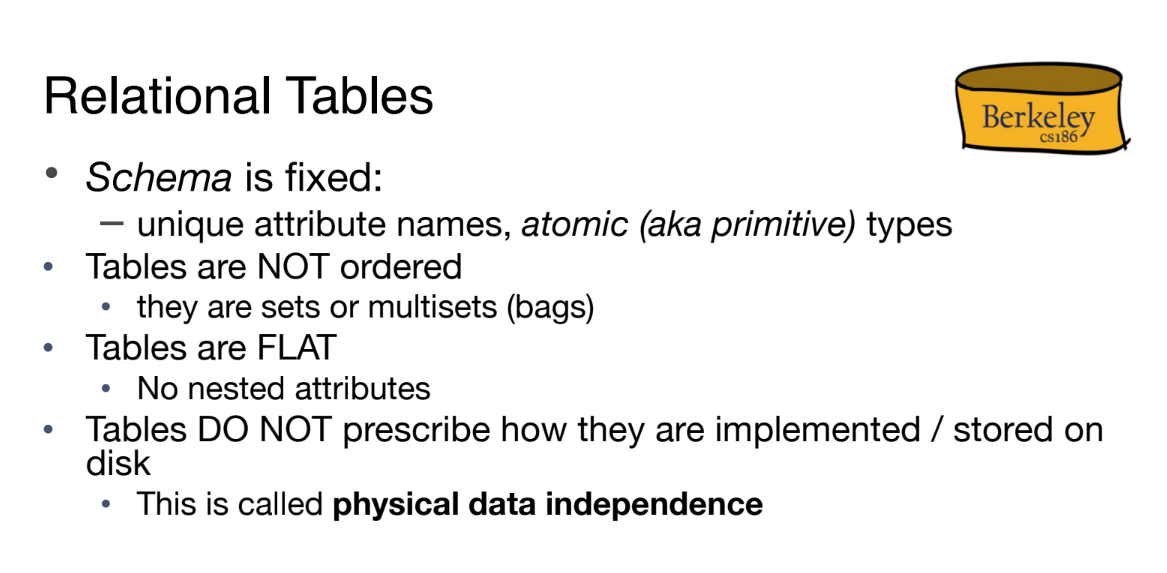 Relational Tables
Berkeley
cs186
• Schema is fixed:
– unique attribute names, atomic (aka primitive) types
• Tables are NOT ordered
• they are sets or multisets (bags)
• Tables are FLAT
• No nested attributes
• Tables DO NOT prescribe how they are implemented / stored on
disk
• This is called physical data independence